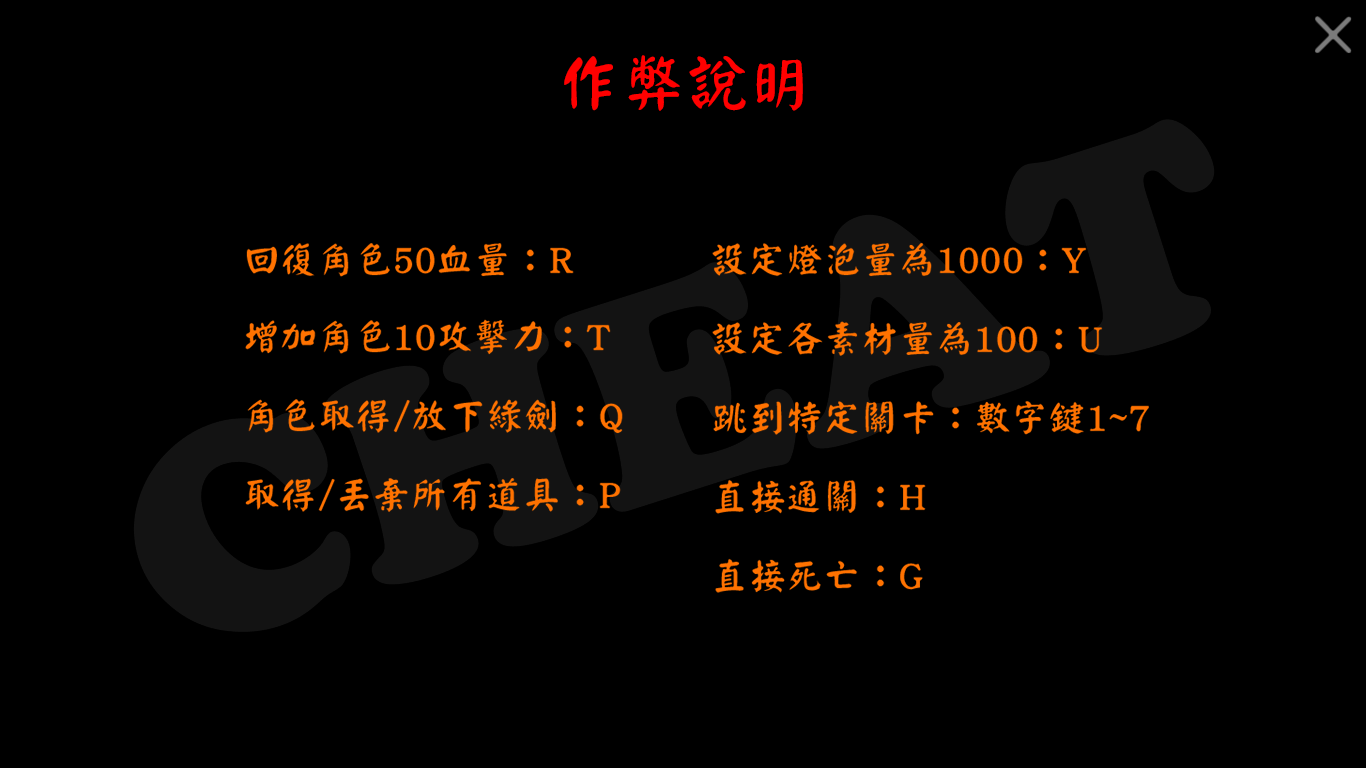 作弊說明
回復角色50血量：R
增加角色10攻擊力：T
角色取得/放下綠劍：Q
取得/丟棄所有道具：P
設定燈泡量為1000：Y
設定各素材量為100：U
跳到特定關卡：數字鍵1~7
直接通關：H
直接死亡：G
CHEAT